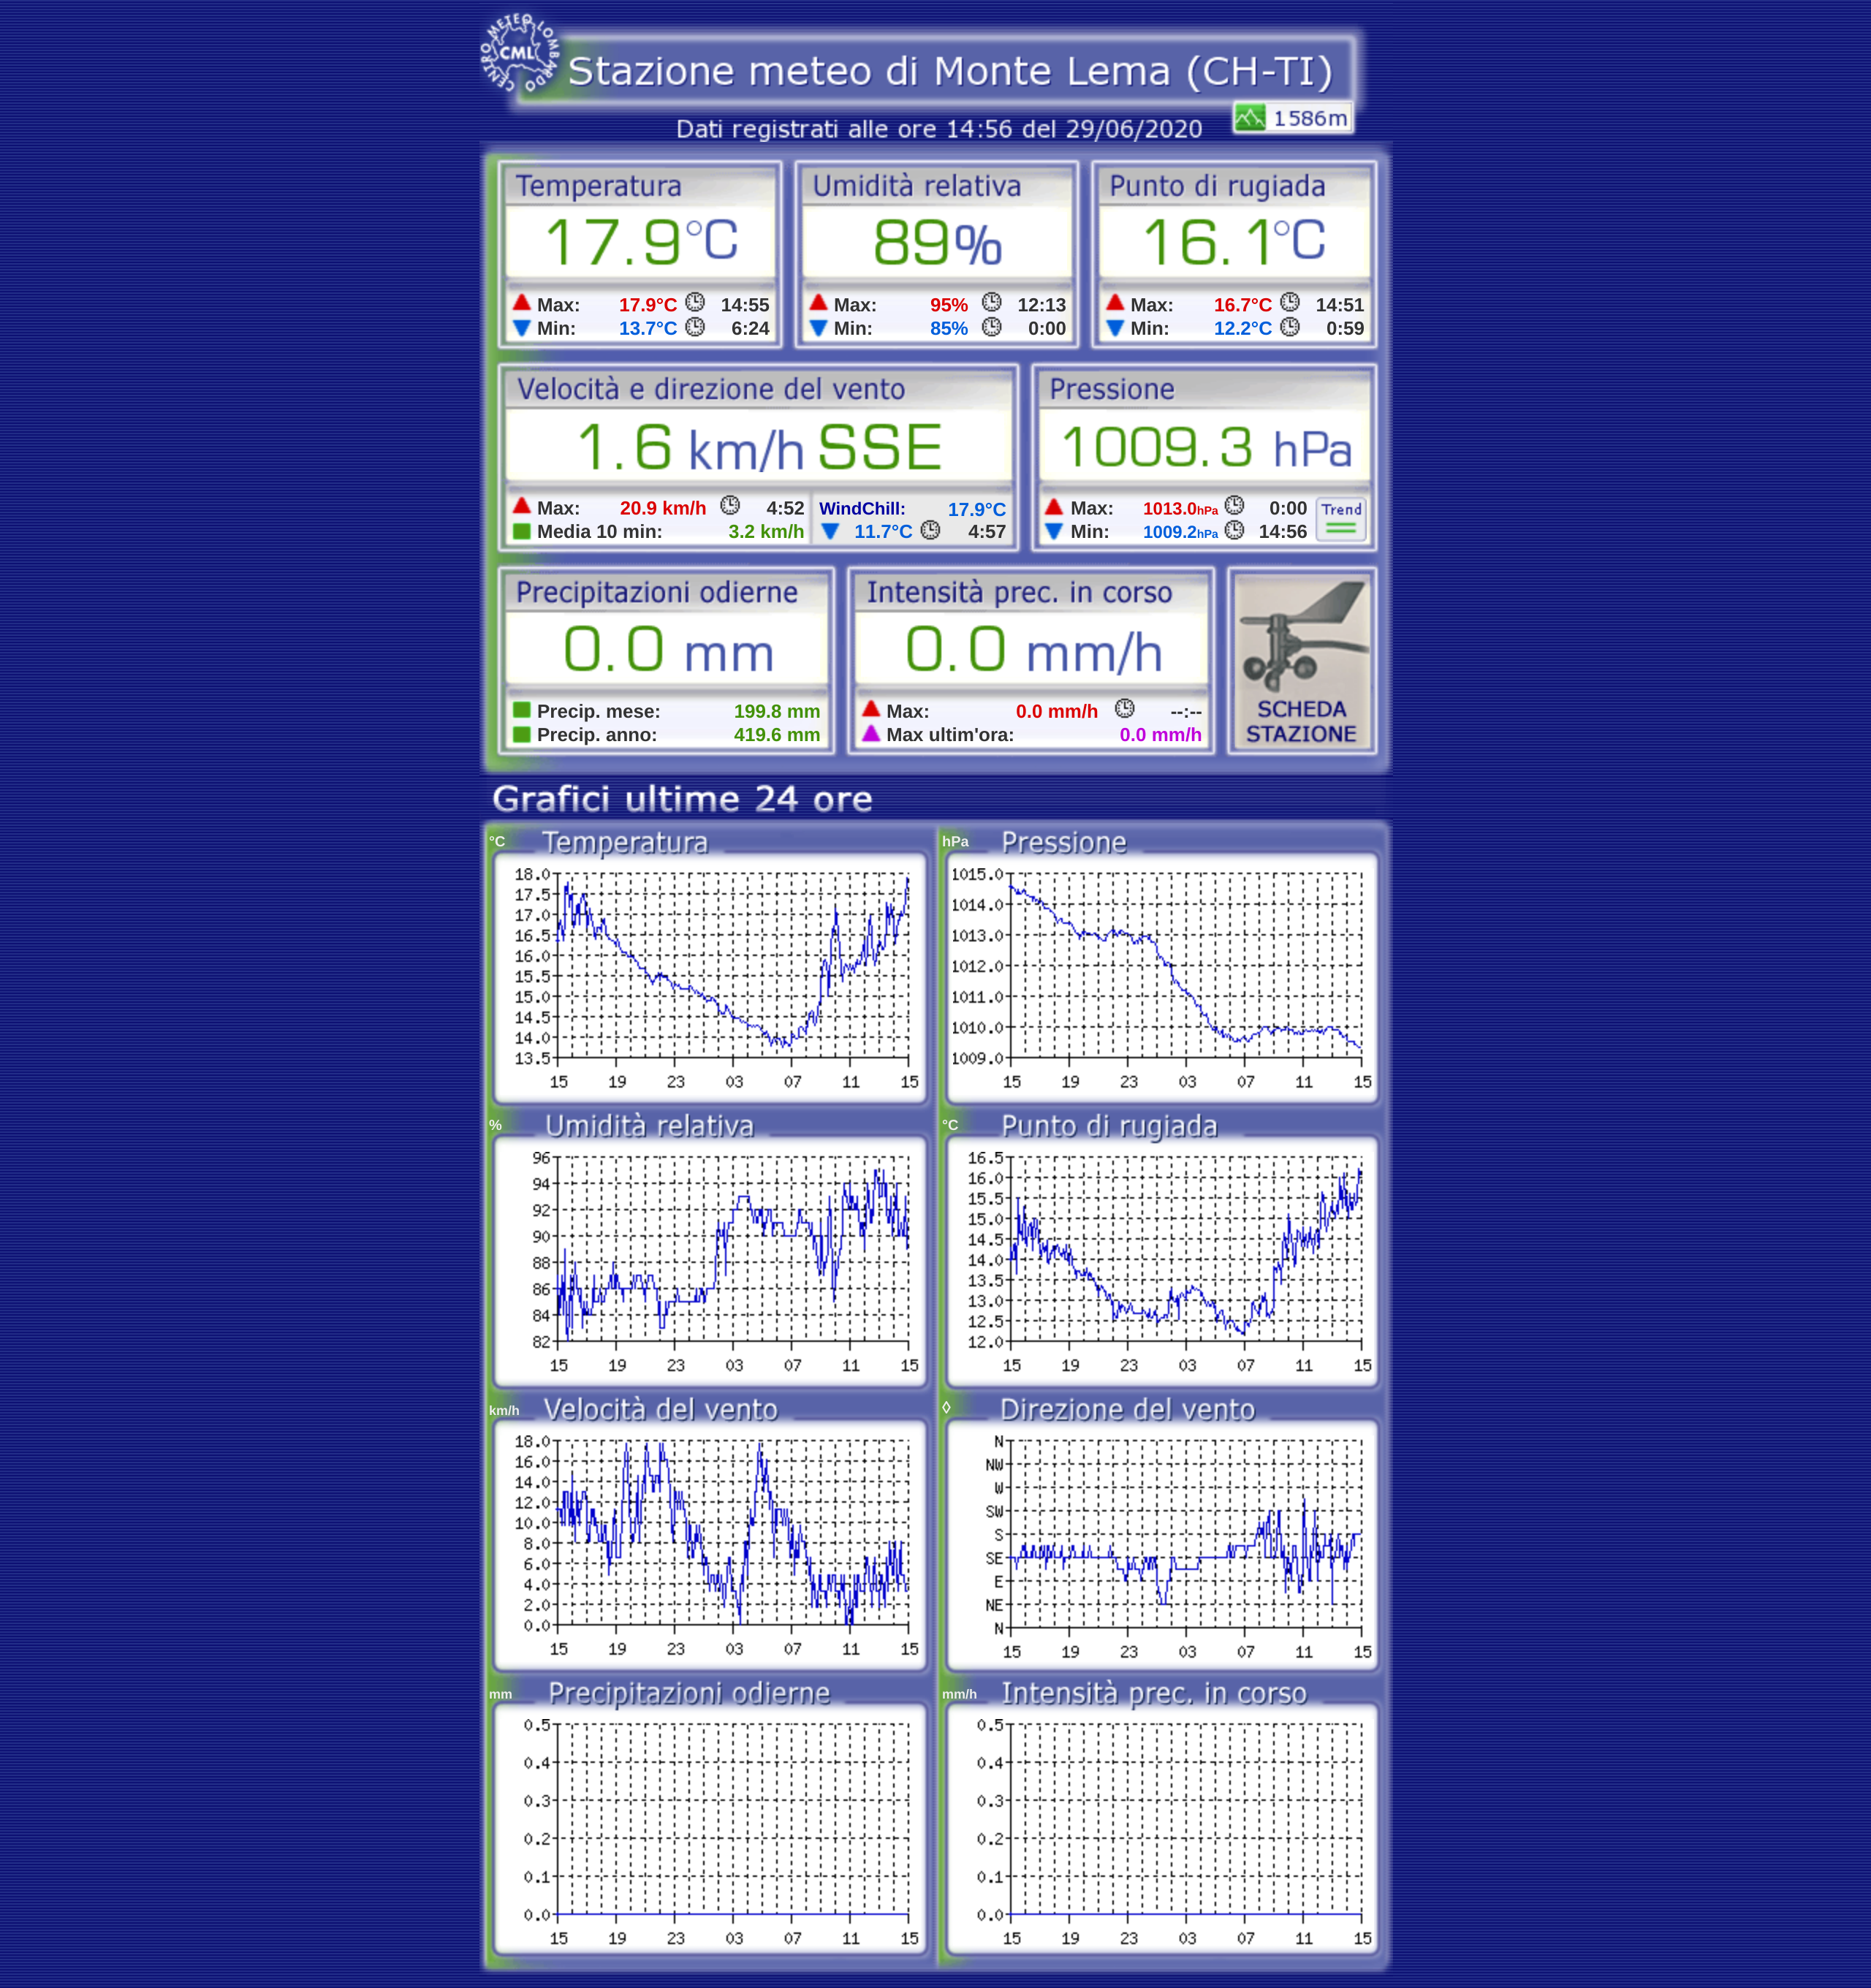 CENTRO METEO LOMBARDO
CML
Stazione meteo di Monte Lema (CH-TI)
1586m
Dati registrati alle ore 14:56 del 29/06/2020
Temperatura
17.9°C
Max: 17.9°C 14:55
Min: 13.7°C 6:24
Umidità relativa
89%
Max: 95% 12:13
Min: 85% 0:00
Punto di rugiada
16.1°C
Max: 16.7°C 14:51
Min: 12.2°C 0:59
Velocità e direzione del vento
1.6 km/h SSE
Max: 20.9 km/h 4:52
Media 10 min: 3.2 km/h
WindChill: 17.9°C
11.7°C 4:57
Pressione
1009.3 hPa
Max: 1013.0hPa 0:00
Min: 1009.2hPa 14:56
Trend
Precipitazioni odierne
0.0 mm
Precip. mese: 199.8 mm
Precip. anno: 419.6 mm
Intensità prec. in corso
0.0 mm/h
Max: 0.0 mm/h --:--
Max ultim'ora: 0.0 mm/h
SCHEDA
STAZIONE
Grafici ultime 24 ore
°C Temperatura
18.0
17.5
17.0
16.5
16.0
15.5
15.0
14.5
14.0
13.5
15 19 23 03 07 11 15
hPa Pressione
1015.0
1014.0
1013.0
1012.0
1011.0
1010.0
1009.0
15 19 23 03 07 11 15
% Umidità relativa
96
94
92
90
88
86
84
82
15 19 23 03 07 11 15
°C Punto di rugiada
16.5
16.0
15.5
15.0
14.5
14.0
13.5
13.0
12.5
12.0
15 19 23 03 07 11 15
km/h Velocità del vento
18.0
16.0
14.0
12.0
10.0
8.0
6.0
4.0
2.0
0.0
15 19 23 03 07 11 15
◊ Direzione del vento
N
NW
W
SW
S
SE
E
NE
N
15 19 23 03 07 11 15
mm Precipitazioni odierne
0.5
0.4
0.3
0.2
0.1
0.0
15 19 23 03 07 11 15
mm/h Intensità prec. in corso
0.5
0.4
0.3
0.2
0.1
0.0
15 19 23 03 07 11 15